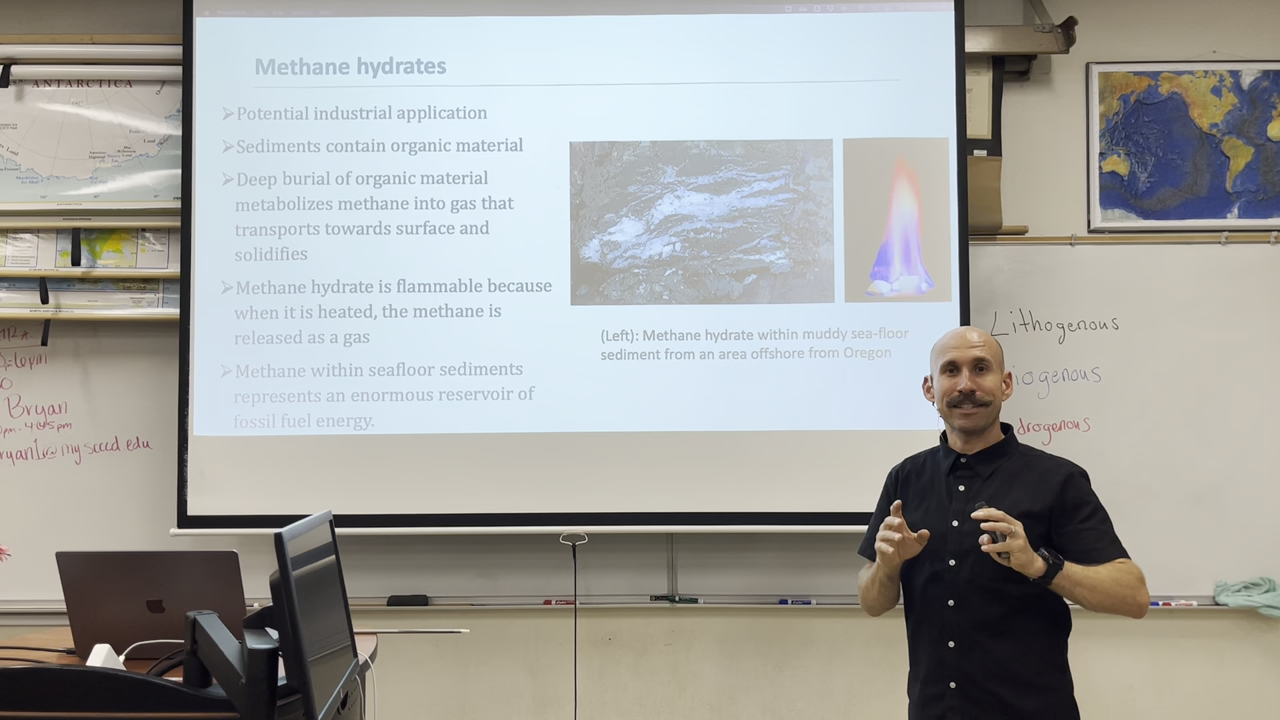 Methane hydrates
➢Potential industrial application
➢Sediments contain organic material
➢Deep burial of organic material
metabolizes methane into gas that
transports towards surface and
solidifies
➢Methane hydrate is flammable because
when it is heated, the methane is
released as a gas
➢Methane within seafloor sediments
represents an enormous reservoir of
fossil fuel energy.
(Left): Methane hydrate within muddy sea-floor
sediment from an area offshore from Oregon
ANTARCTICA
Bryan
Lithogenous
iogenous
drogenous